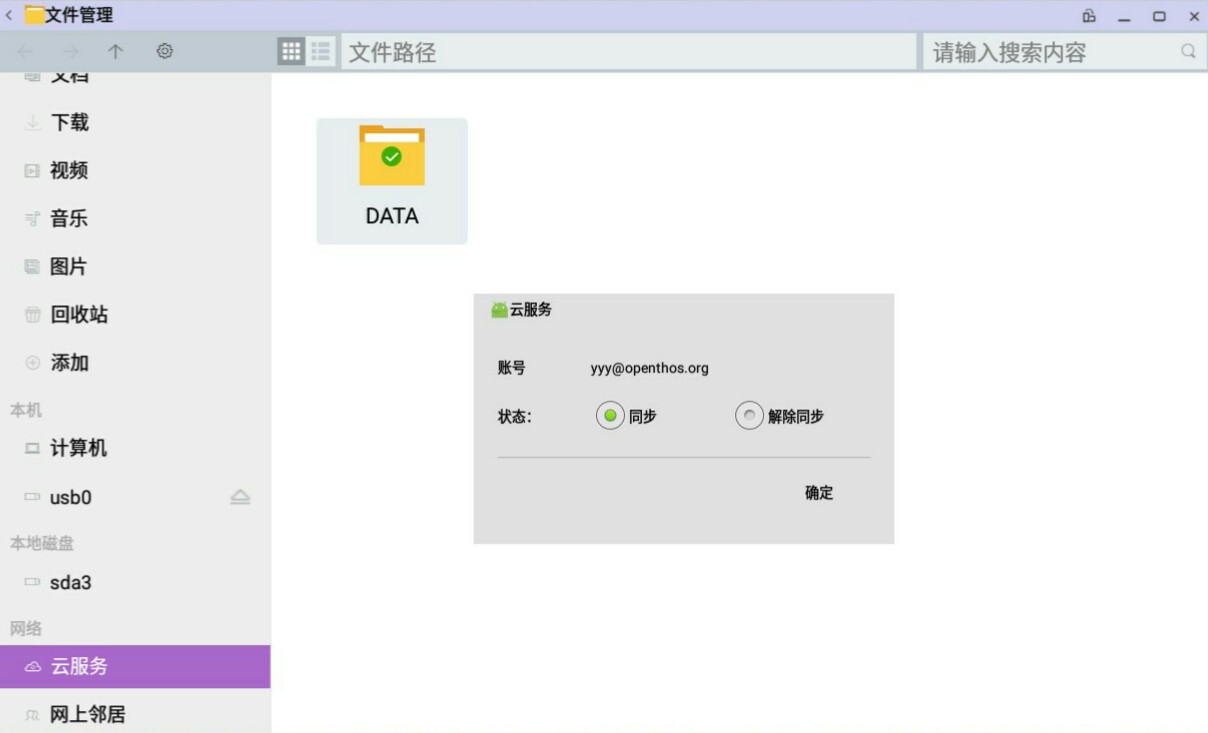 文件管理
文件路径
请输入搜索内容
文档
下载
视频
音乐
图片
回收站
添加
本机
计算机
usb0
本地磁盘
sda3
网络
云服务
网上邻居
DATA
云服务
账号 yyy@openthos.org
状态: 同步 解除同步
确定